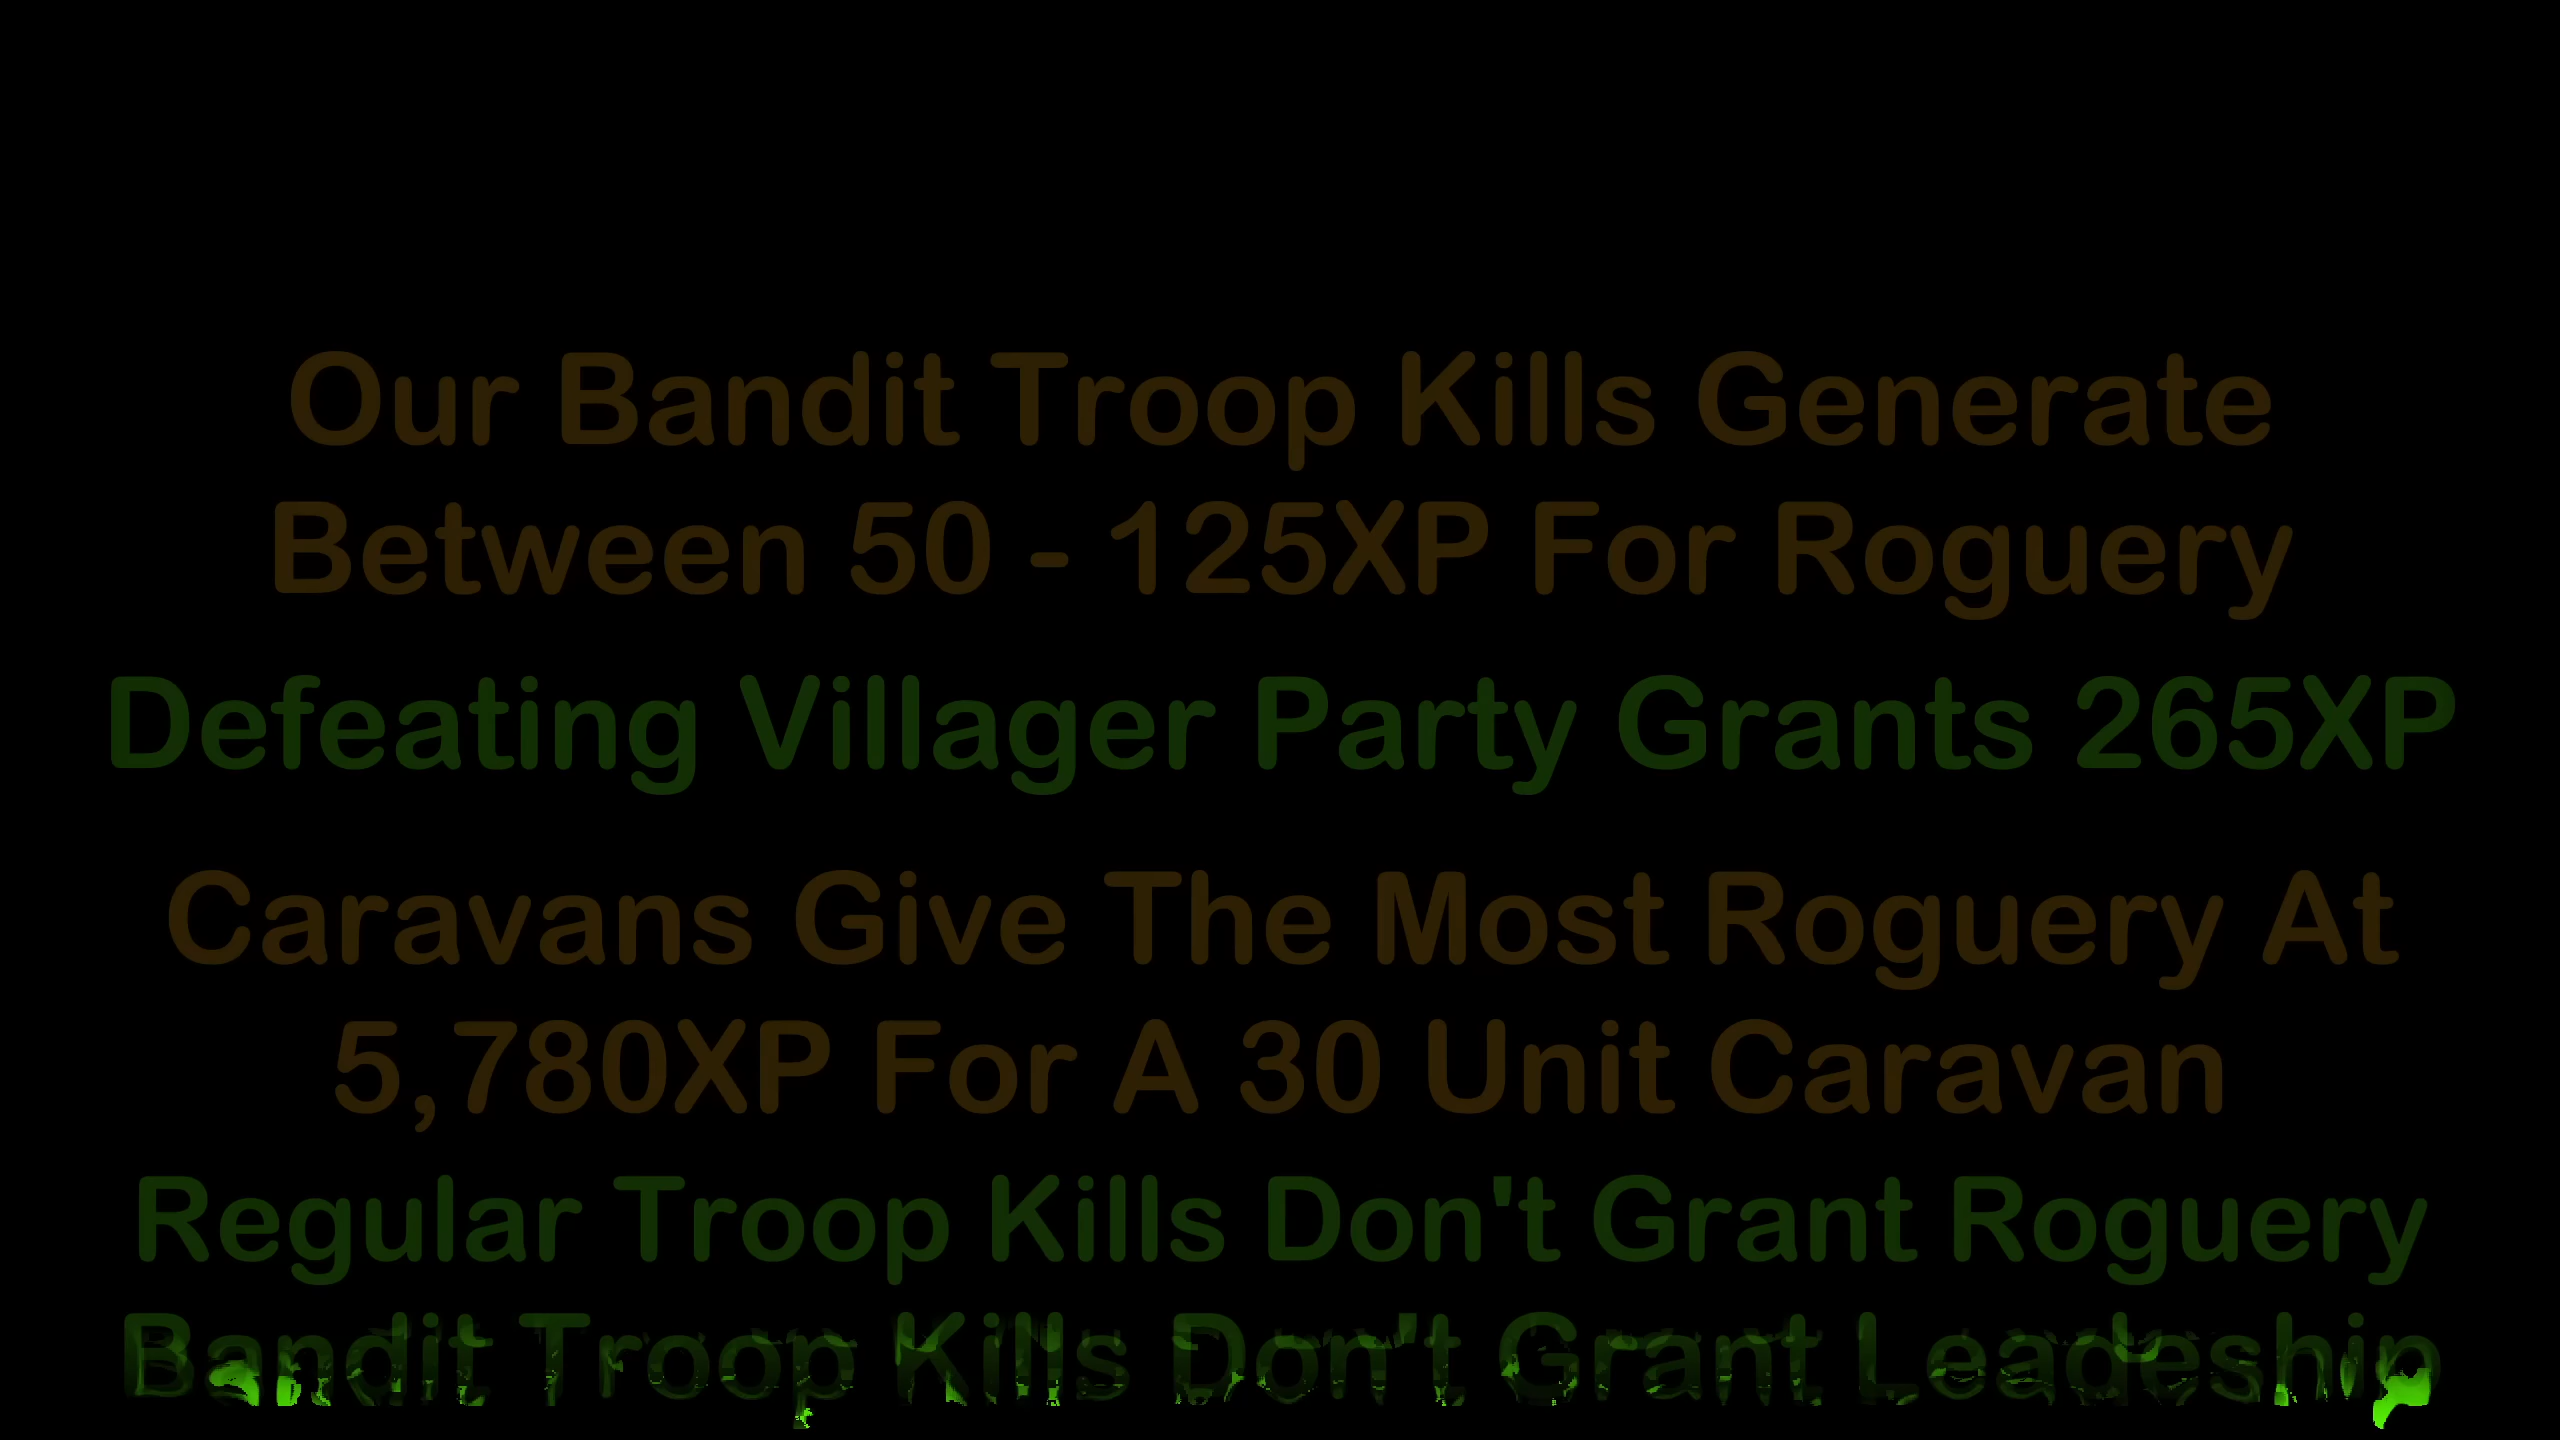 Our Bandit Troop Kills Generate
Between 50 - 125XP For Roguery
Defeating Villager Party Grants 265XP
Caravans Give The Most Roguery At
5,780XP For A 30 Unit Caravan
Regular Troop Kills Don't Grant Roguery
Bandit Troop Kills Don't Grant Leadeship